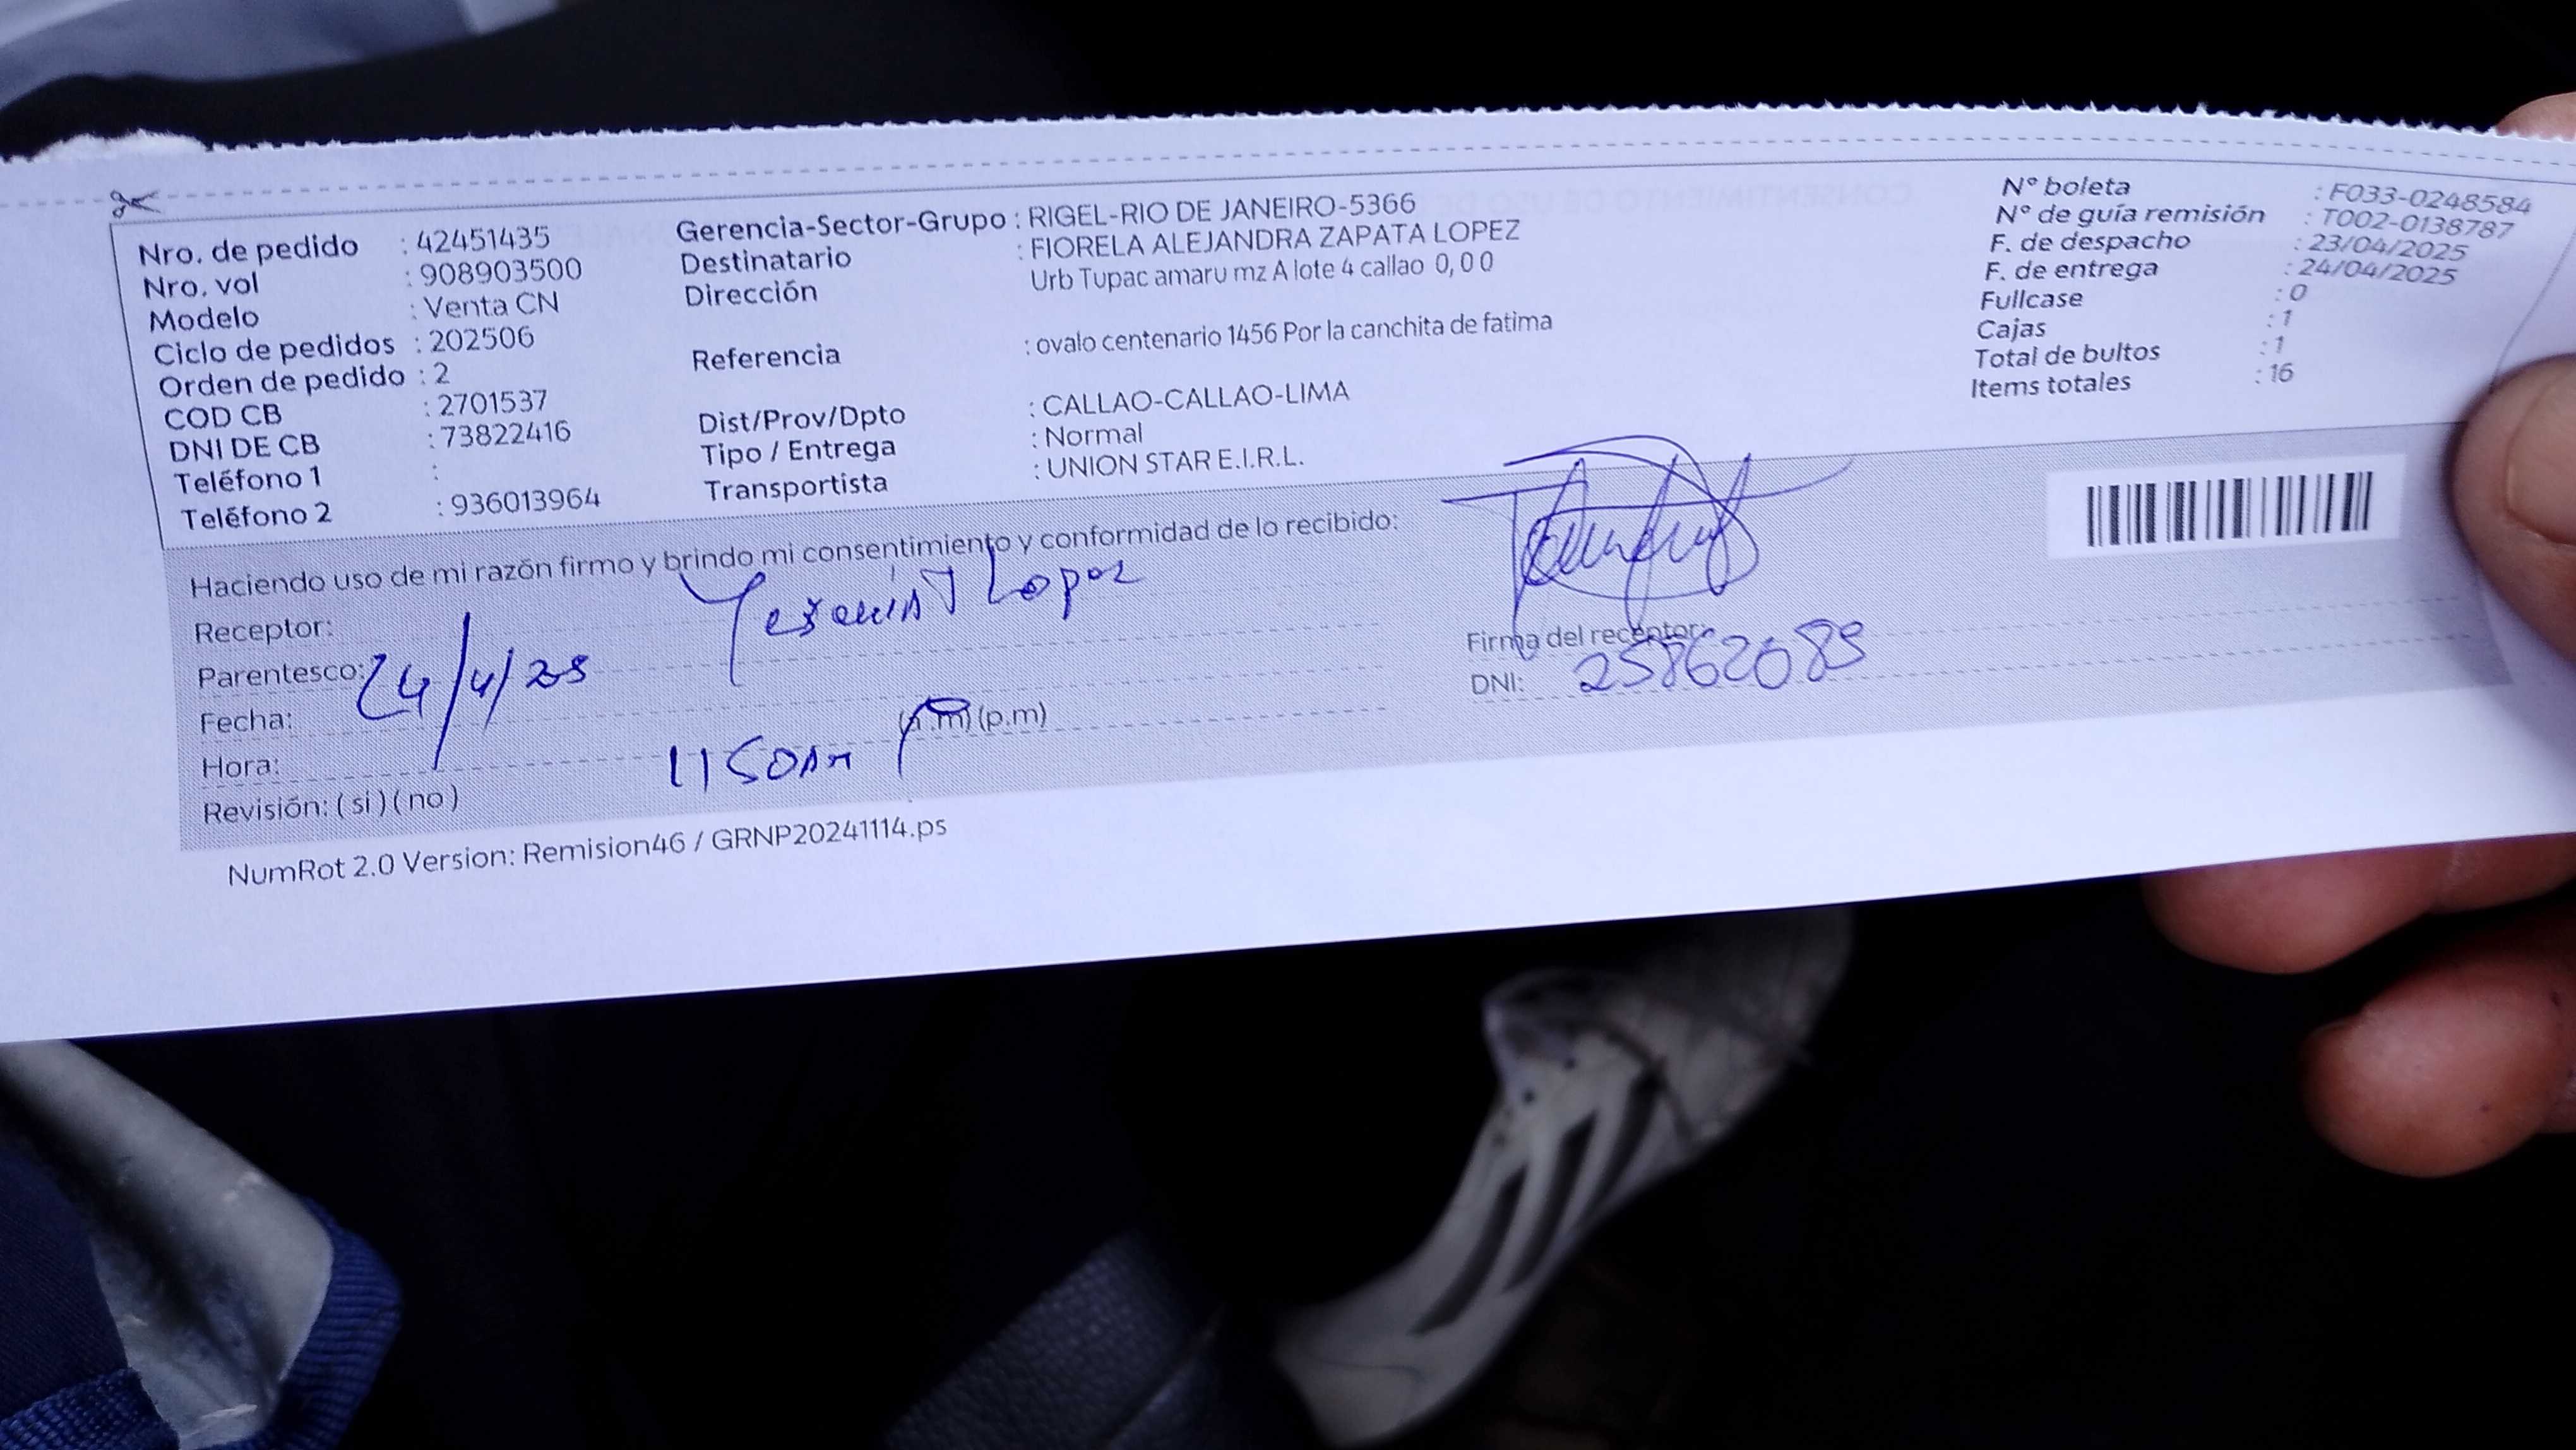 Nro. de pedido : 42451435
Nro. vol : 908903500
Modelo : Venta CN
Ciclo de pedidos : 202506
Orden de pedido : 2
COD CB : 2701537
DNI DE CB : 73822416
Teléfono 1 :
Teléfono 2 : 936013964
Gerencia-Sector-Grupo : RIGEL-RIO DE JANEIRO-5366
Destinatario : FIORELA ALEJANDRA ZAPATA LOPEZ
Dirección Urb Tupac amaru mz A lote 4 callao 0,0 0
Referencia : ovalo centenario 1456 Por la canchita de fatima
Dist/Prov/Dpto : CALLAO-CALLAO-LIMA
Tipo / Entrega : Normal
Transportista : UNION STAR E.I.R.L.
N° boleta : F033-0248584
N° de guía remisión : T002-0138787
F. de despacho : 23/04/2025
F. de entrega : 24/04/2025
Fullcase : 0
Cajas : 1
Total de bultos : 1
Items totales : 16
Haciendo uso de mi razón firmo y brindo mi consentimiento y conformidad de lo recibido:
Receptor: Lopez
Parentesco:
Fecha: 24/4/25
Hora: 1150AM (a.m) (p.m)
Revisión: ( si ) ( no )
Firma del receptor:
DNI: 25862089
NumRot 2.0 Version: Remision46 / GRNP20241114.ps